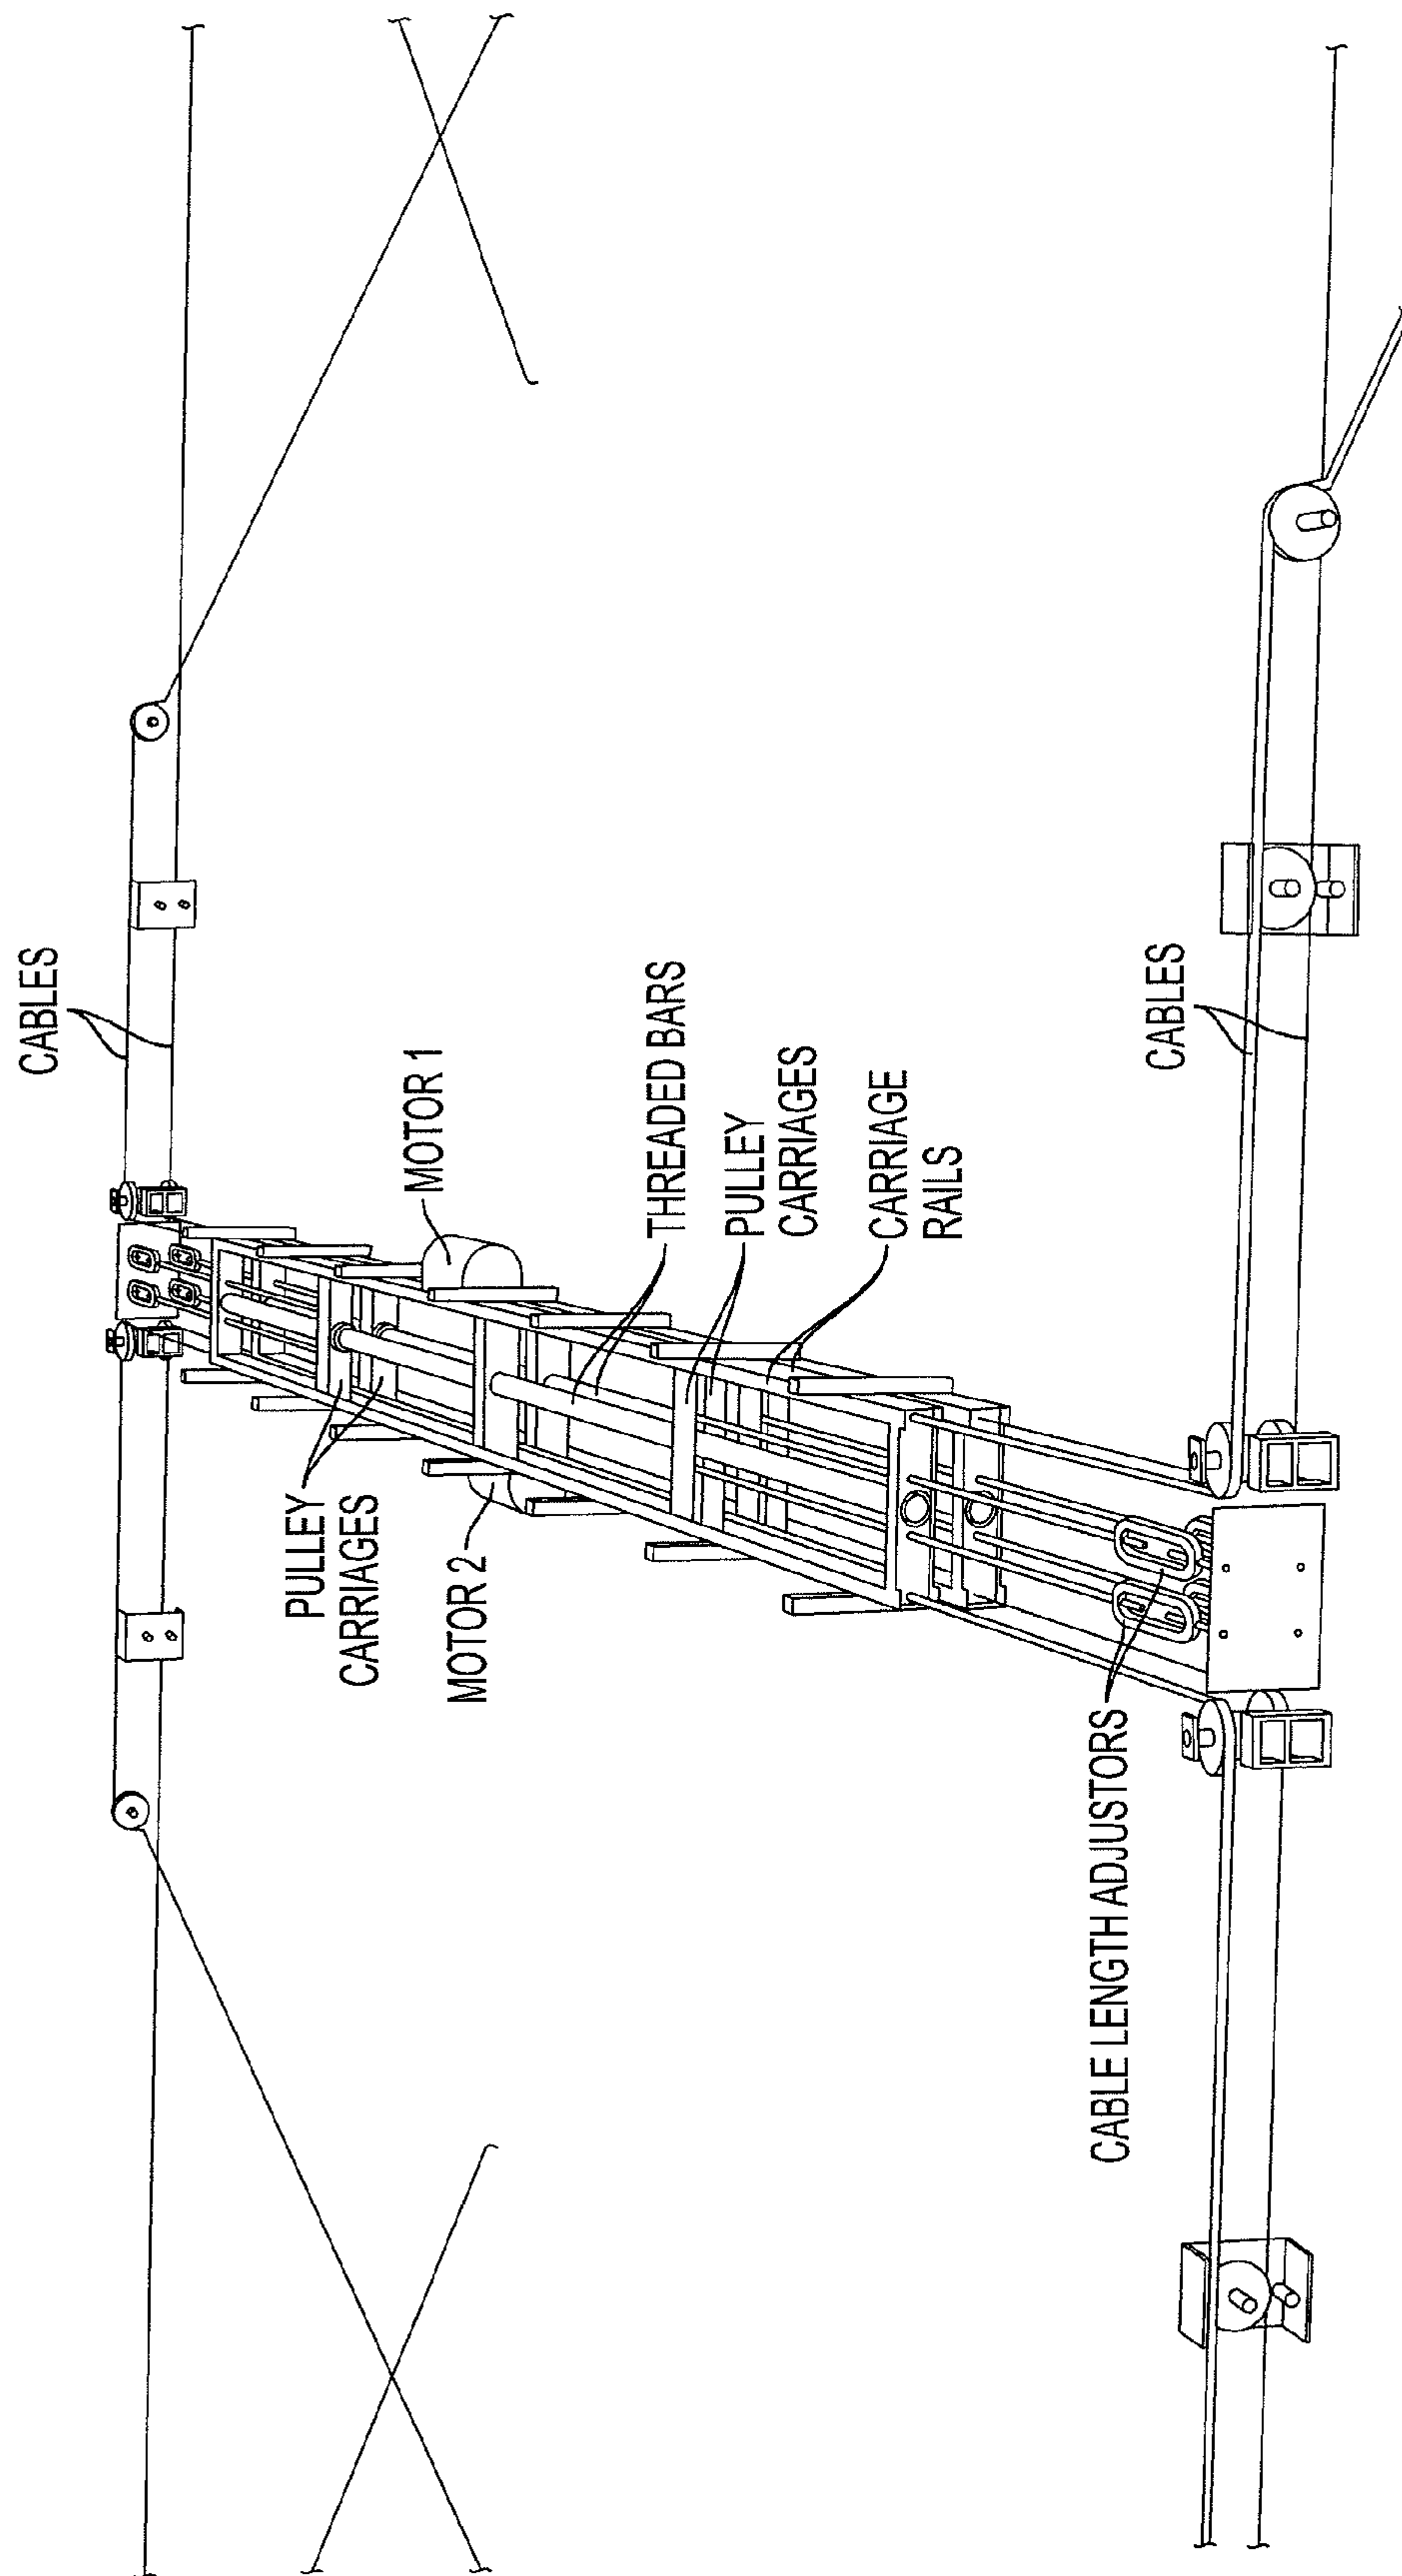 CABLES
MOTOR 1
THREADED BARS
PULLEY
CARRIAGES
CARRIAGE
RAILS
CABLES
PULLEY
CARRIAGES
MOTOR 2
CABLE LENGTH ADJUSTORS